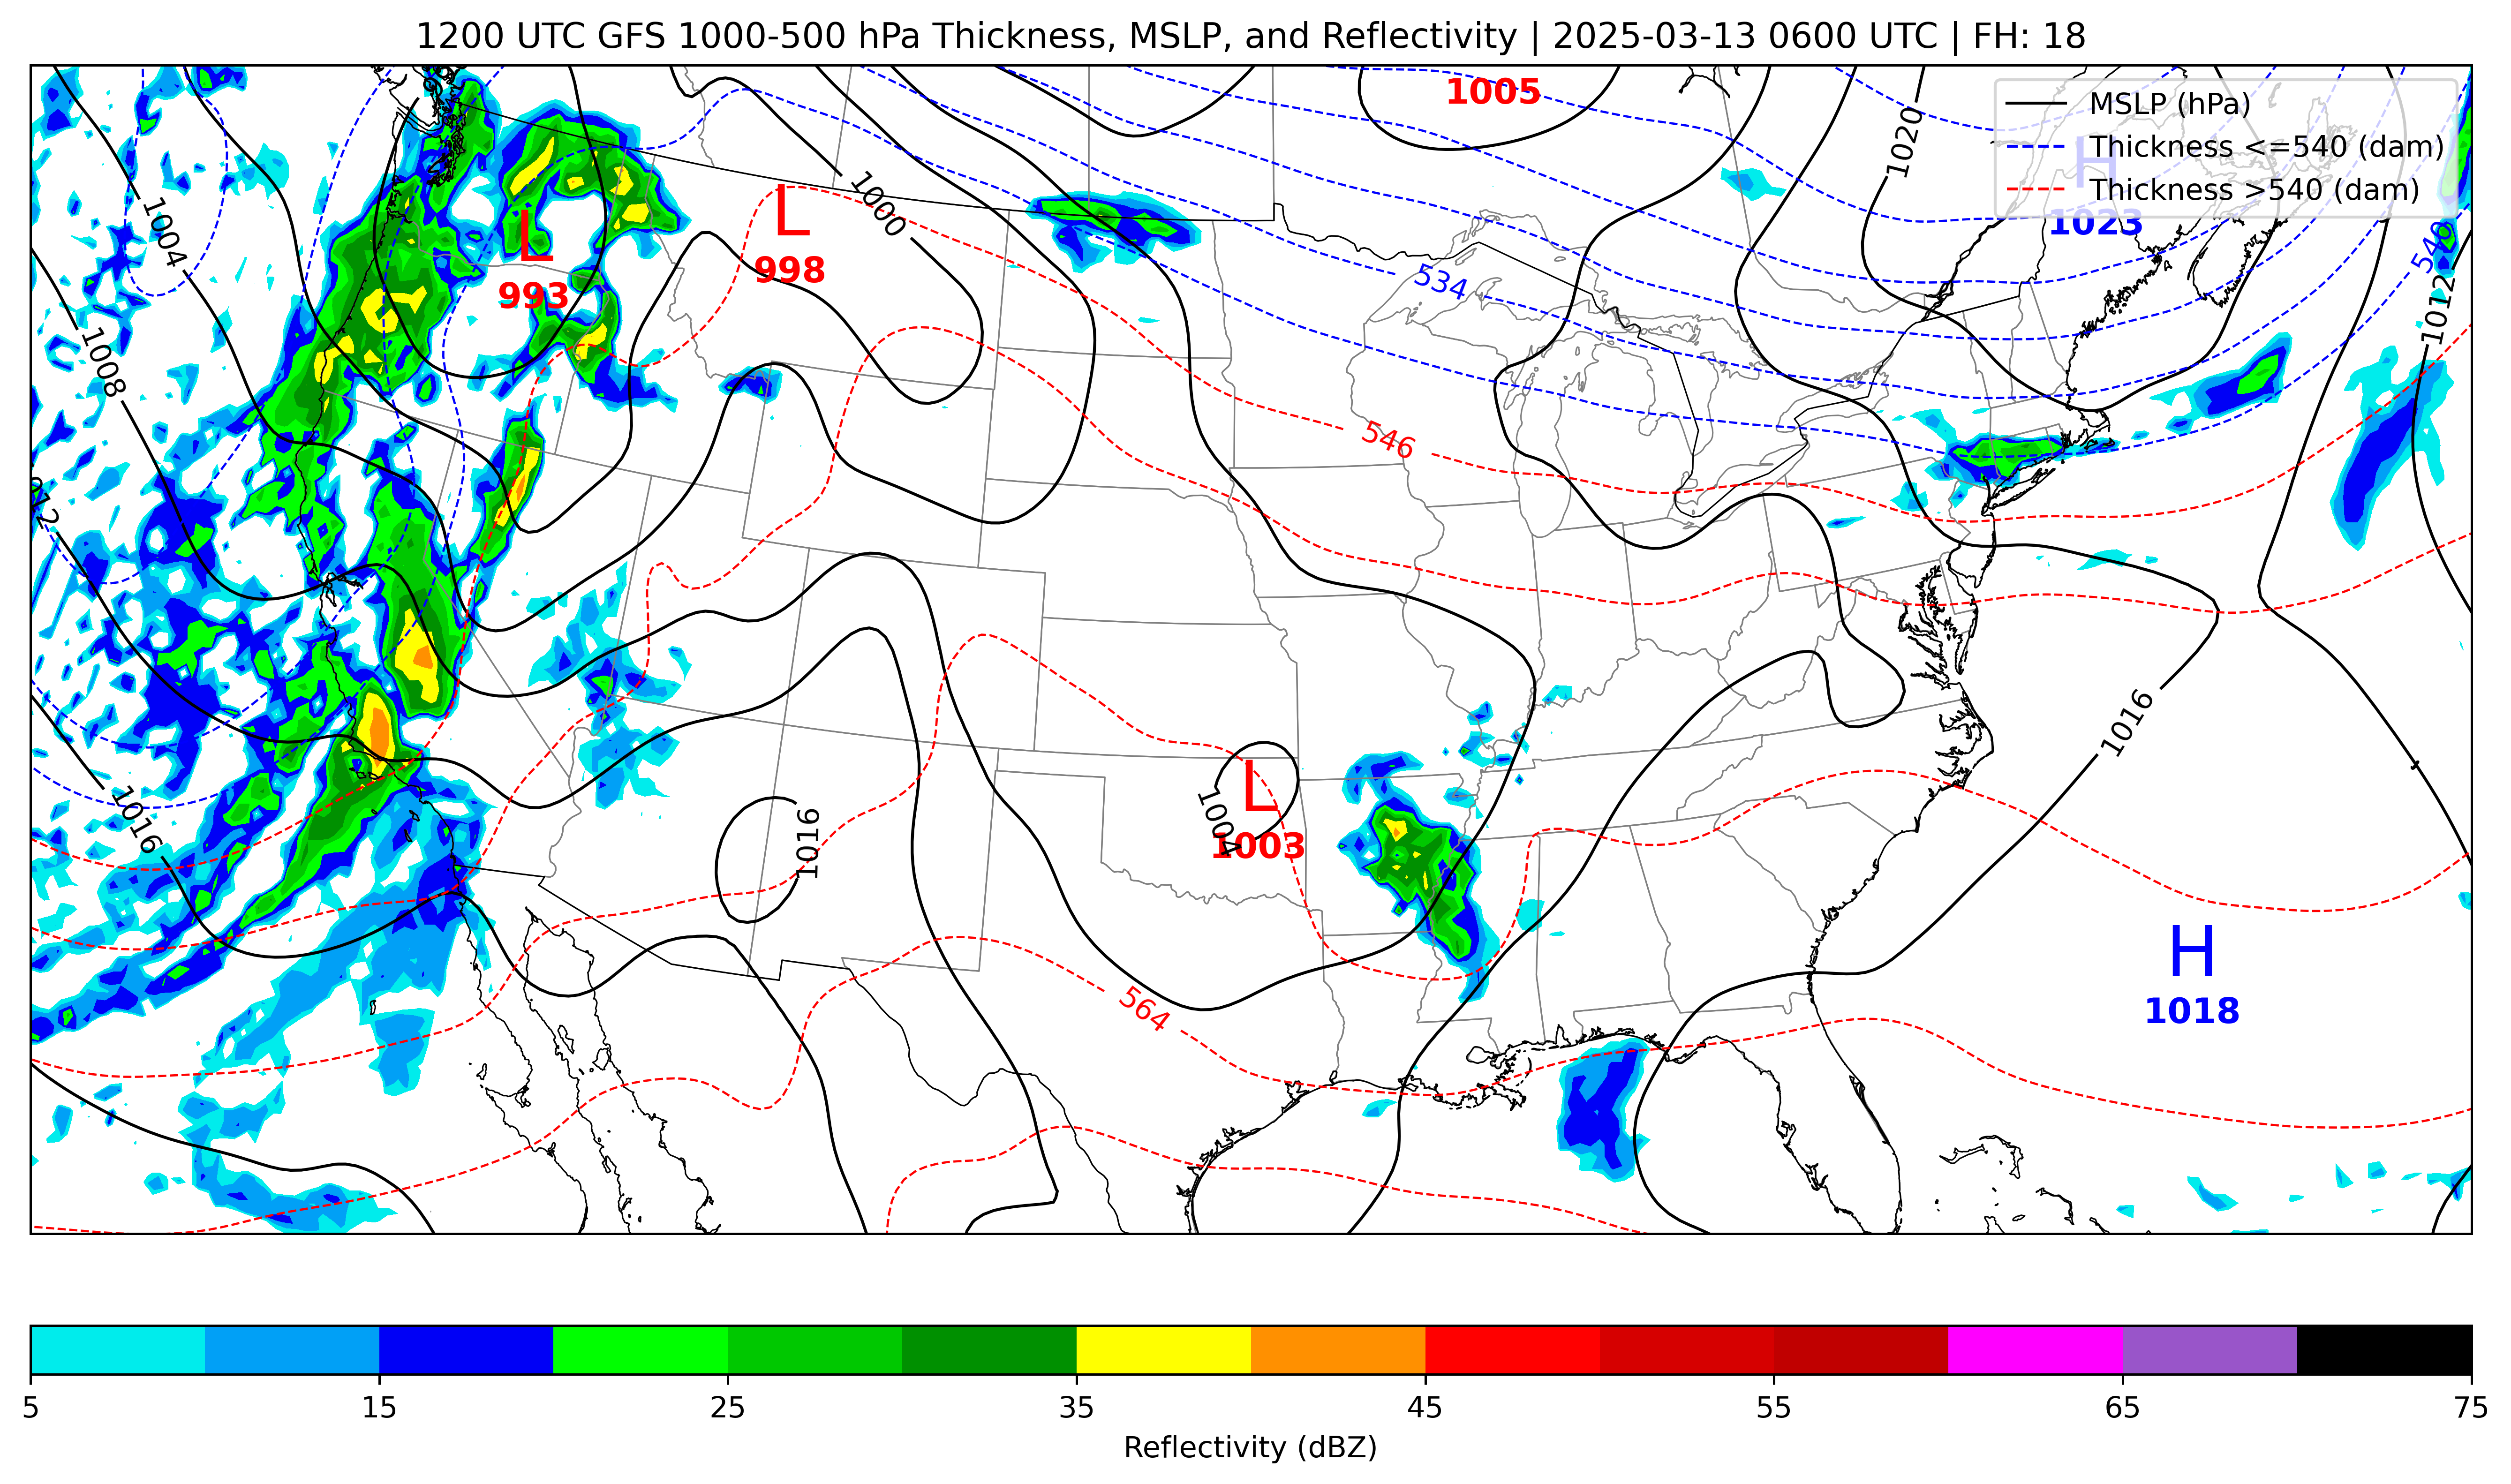 1200 UTC GFS 1000-500 hPa Thickness, MSLP, and Reflectivity | 2025-03-13 0600 UTC | FH: 18
MSLP (hPa)
Thickness <=540 (dam)
Thickness >540 (dam)
1005
1020
H
1023
1004
1000
L
998
L
993
534
546
1012
1008
546
1012
1016
1016
1016
L
1004
1003
H
1018
564
5 15 25 35 45 55 65 75
Reflectivity (dBZ)